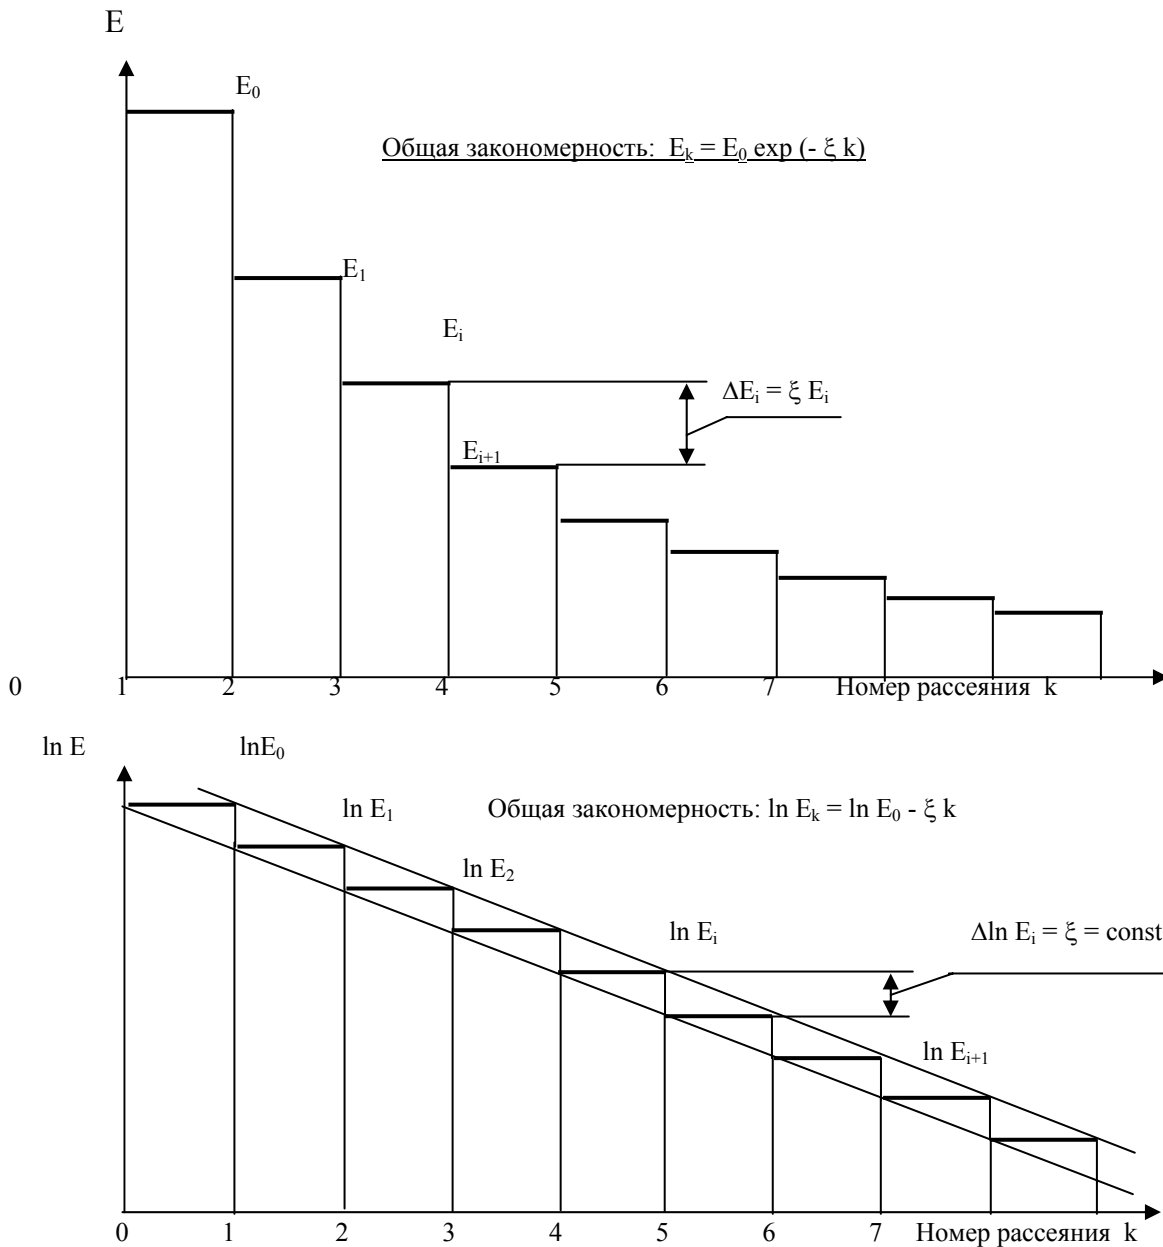 E
E₀
Общая закономерность: Eₖ = E₀ exp (- ξ k)
E₁
Eᵢ
ΔEᵢ = ξ Eᵢ
Eᵢ₊₁
0 1 2 3 4 5 6 7 Номер рассеяния k
ln E lnE₀
ln E₁ Общая закономерность: ln Eₖ = ln E₀ - ξ k
ln E₂
ln Eᵢ Δln Eᵢ = ξ = const
ln Eᵢ₊₁
0 1 2 3 4 5 6 7 Номер рассеяния k